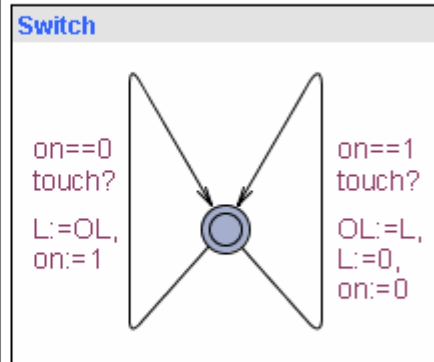 Switch
on==0
touch?
L:=OL,
on:=1
on==1
touch?
OL:=L,
L:=0,
on:=0